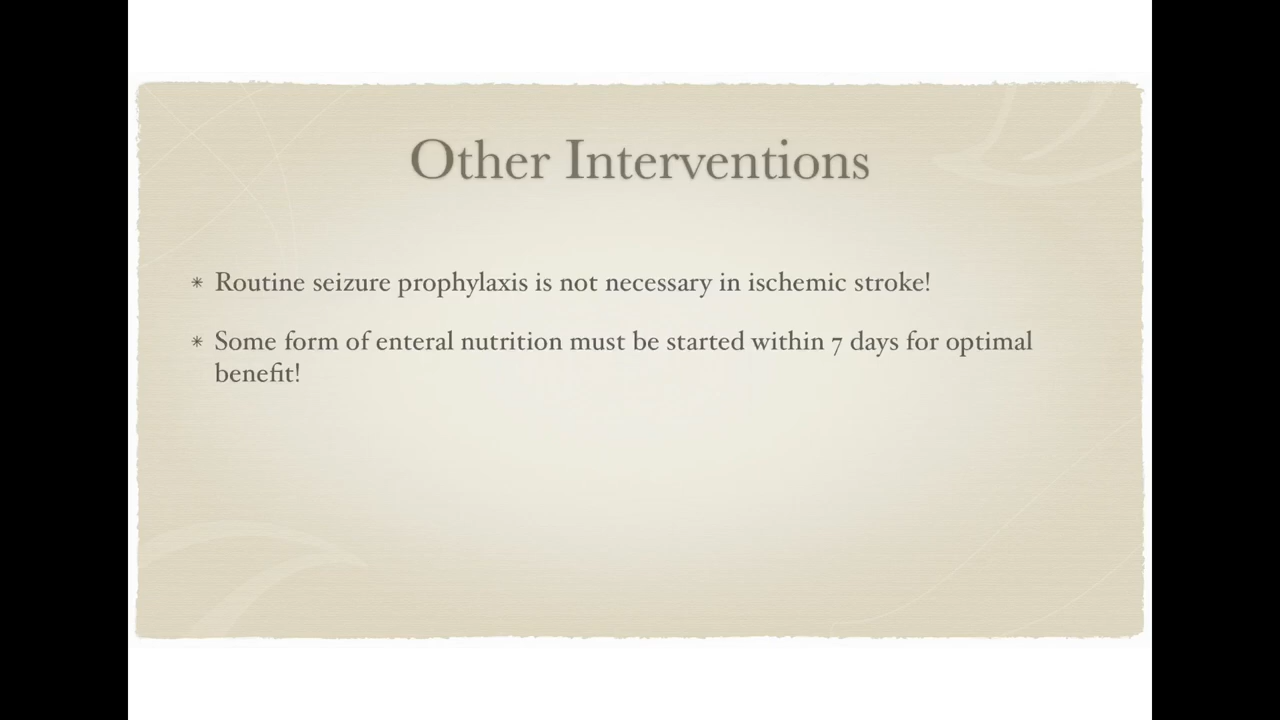 Other Interventions
* Routine seizure prophylaxis is not necessary in ischemic stroke!
* Some form of enteral nutrition must be started within 7 days for optimal
benefit!